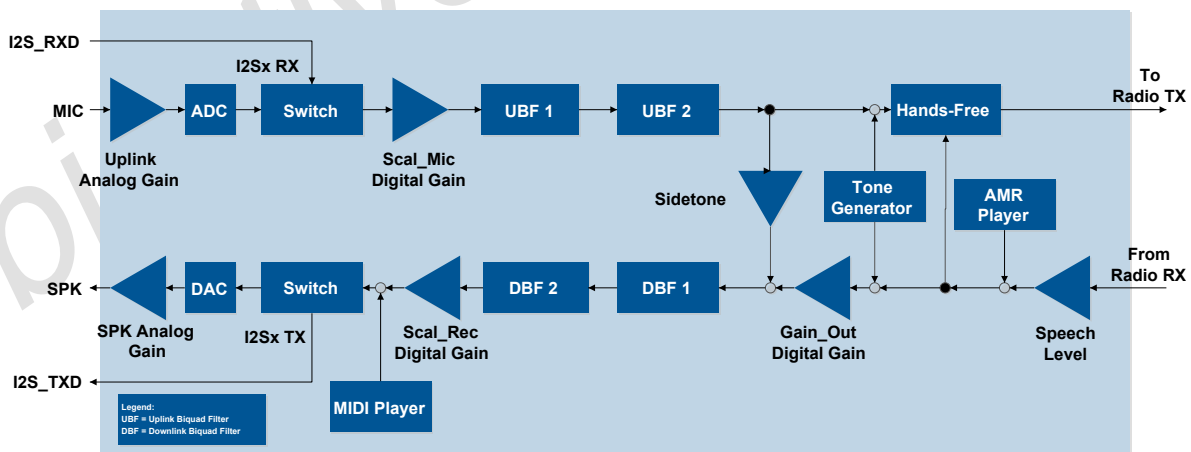 I2S_RXD
I2Sx RX
To
Radio TX
MIC
ADC
Switch
UBF 1
UBF 2
Hands-Free
Uplink
Analog Gain
Scal_Mic
Digital Gain
Sidetone
Tone
Generator
AMR
Player
From
Radio RX
SPK
DAC
Switch
DBF 2
DBF 1
SPK Analog
Gain
I2Sx TX
Scal_Rec
Digital Gain
Gain_Out
Digital Gain
Speech
Level
I2S_TXD
MIDI Player
Legend:
UBF = Uplink Biquad Filter
DBF = Downlink Biquad Filter